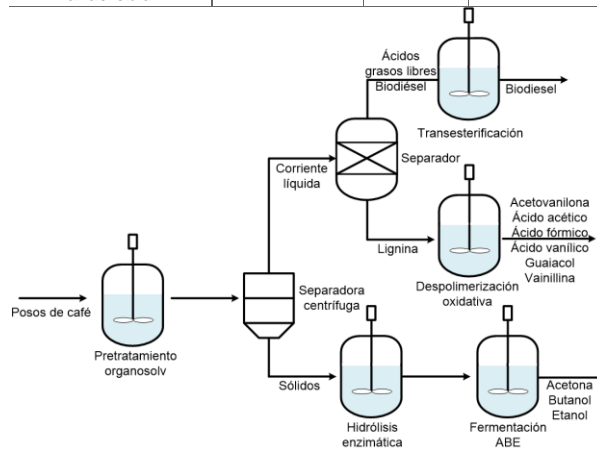 Ácidos
grasos libres
Biodiésel
Biodiesel
Transesterificación
Corriente
líquida
Separador
Lignina
Acetovanilona
Ácido acético
Ácido fórmico
Ácido vanílico
Guaiacol
Vainillina
Despolimerización
oxidativa
Posos de café
Pretratamiento
organosolv
Separadora
centrífuga
Sólidos
Hidrólisis
enzimática
Fermentación
ABE
Acetona
Butanol
Etanol